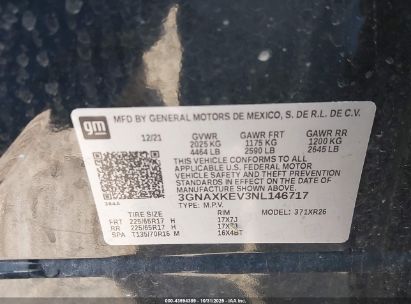 gm
MFD BY GENERAL MOTORS DE MEXICO, S. DE R.L. DE C.V.
12/21 GVWR GAWR FRT GAWR RR
2025 KG 1175 KG 1200 KG
4464 LB 2590 LB 2645 LB
THIS VEHICLE CONFORMS TO ALL
APPLICABLE U.S. FEDERAL MOTOR VEHICLE
SAFETY, BUMPER, AND THEFT PREVENTION
STANDARDS IN EFFECT ON THE DATE OF
MANUFACTURE SHOWN ABOVE.
3GNAXKEV3NL146717
TYPE: M.P.V. MODEL: 371XR26
TIRE SIZE RIM
FRT 225/65R17 H 17X7J
RR 225/65R17 H
SPA T135/70R16 M 16X4BT